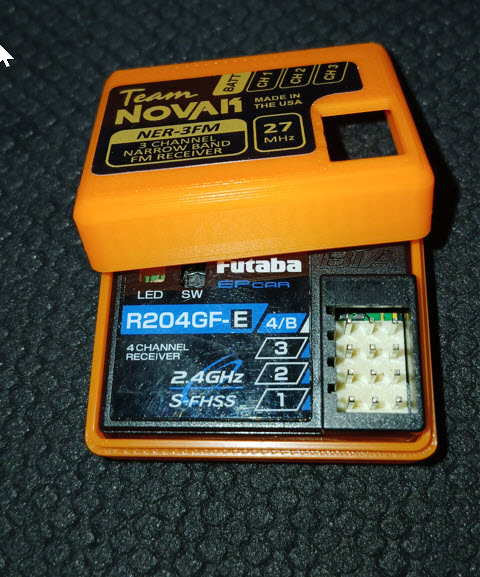 Team
NOVAK
NER-3FM
3 CHANNEL
NARROW BAND
FM RECEIVER
BATT
CH 1
CH 2
CH 3
MADE IN
THE USA
27
MHz
Futaba
LED
SW
EP CAR
R204GF-E
4/B
4 CHANNEL
RECEIVER
3
2.4GHz
2
S-FHSS
1